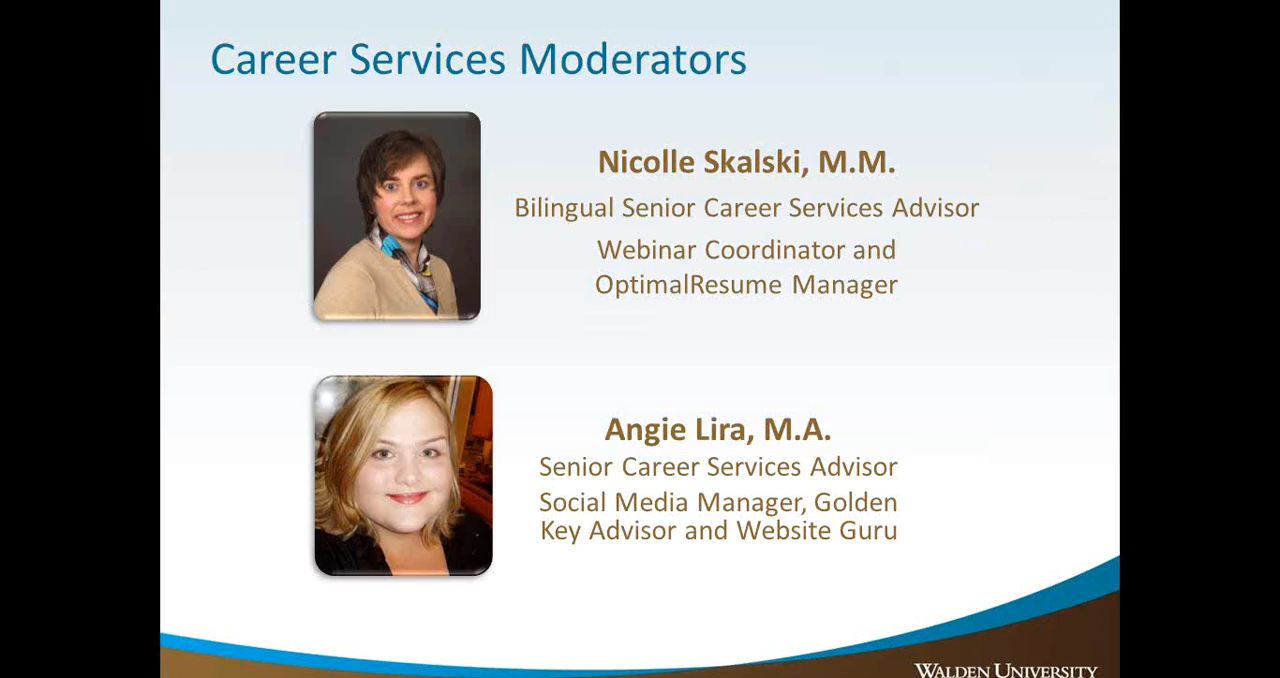 Career Services Moderators
Nicolle Skalski, M.M.
Bilingual Senior Career Services Advisor
Webinar Coordinator and
OptimalResume Manager
Angie Lira, M.A.
Senior Career Services Advisor
Social Media Manager, Golden
Key Advisor and Website Guru
WALDEN UNIVERSITY